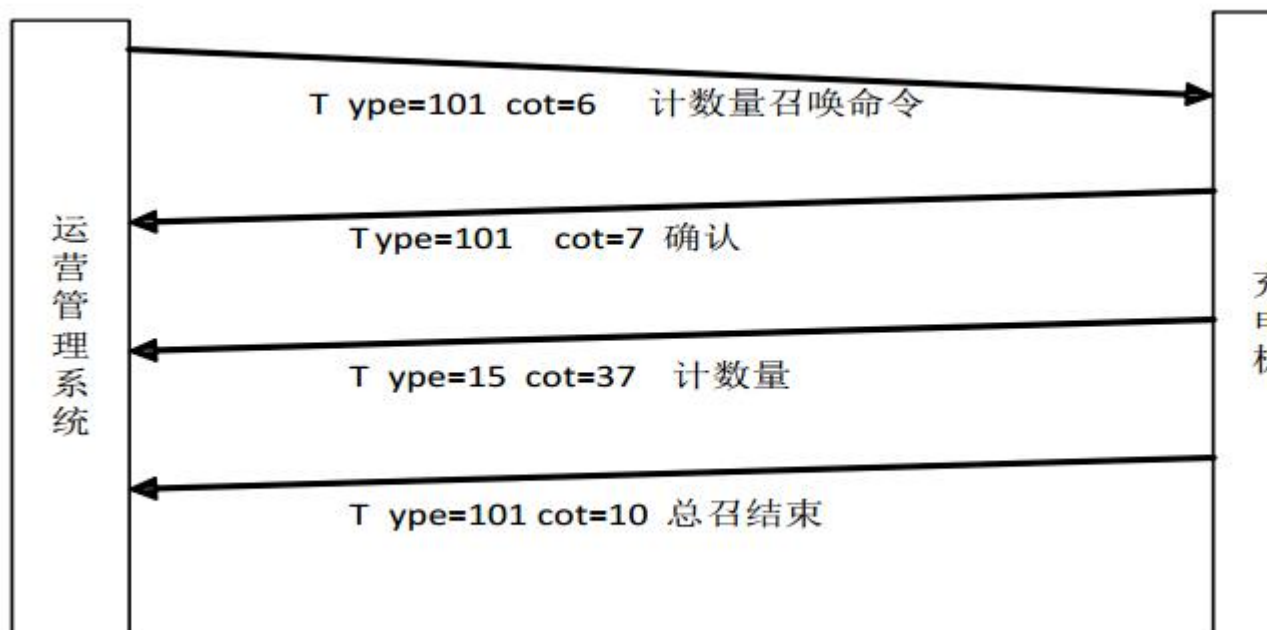 T ype=101 cot=6 计数量召唤命令
Type=101 cot=7 确认
T ype=15 cot=37 计数量
T ype=101 cot=10 总召结束
运营管理系统